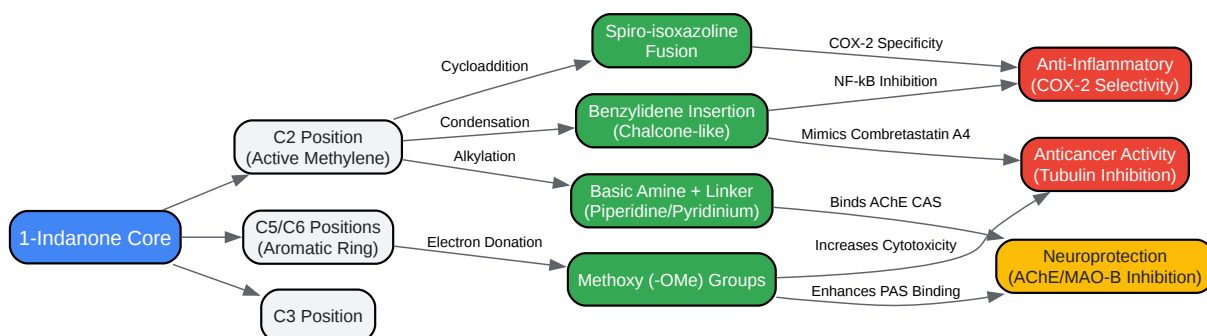 1-Indanone Core
C2 Position
(Active Methylene)
C5/C6 Positions
(Aromatic Ring)
C3 Position
Cycloaddition
Condensation
Alkylation
Electron Donation
Spiro-isoxazoline
Fusion
Benzylidene Insertion
(Chalcone-like)
Basic Amine + Linker
(Piperidine/Pyridinium)
Methoxy (-OMe) Groups
COX-2 Specificity
NF-kB Inhibition
Mimics Combretastatin A4
Binds AChE CAS
Increases Cytotoxicity
Enhances PAS Binding
Anti-Inflammatory
(COX-2 Selectivity)
Anticancer Activity
(Tubulin Inhibition)
Neuroprotection
(AChE/MAO-B Inhibition)